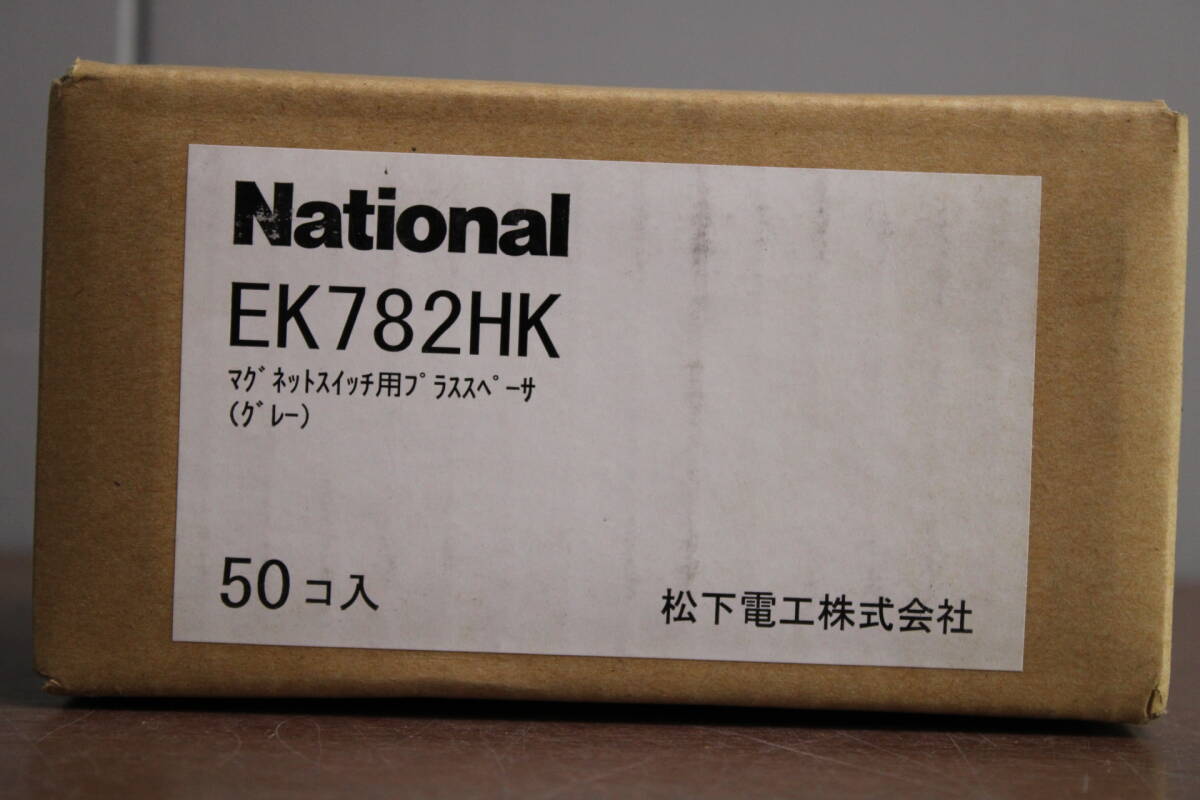 National
EK782HK
ﾏｸﾞﾈｯﾄｽｲｯﾁ用ﾌﾟﾗｽｽﾍﾟｰｻ
(ｸﾞﾚｰ)
50コ入
松下電工株式会社